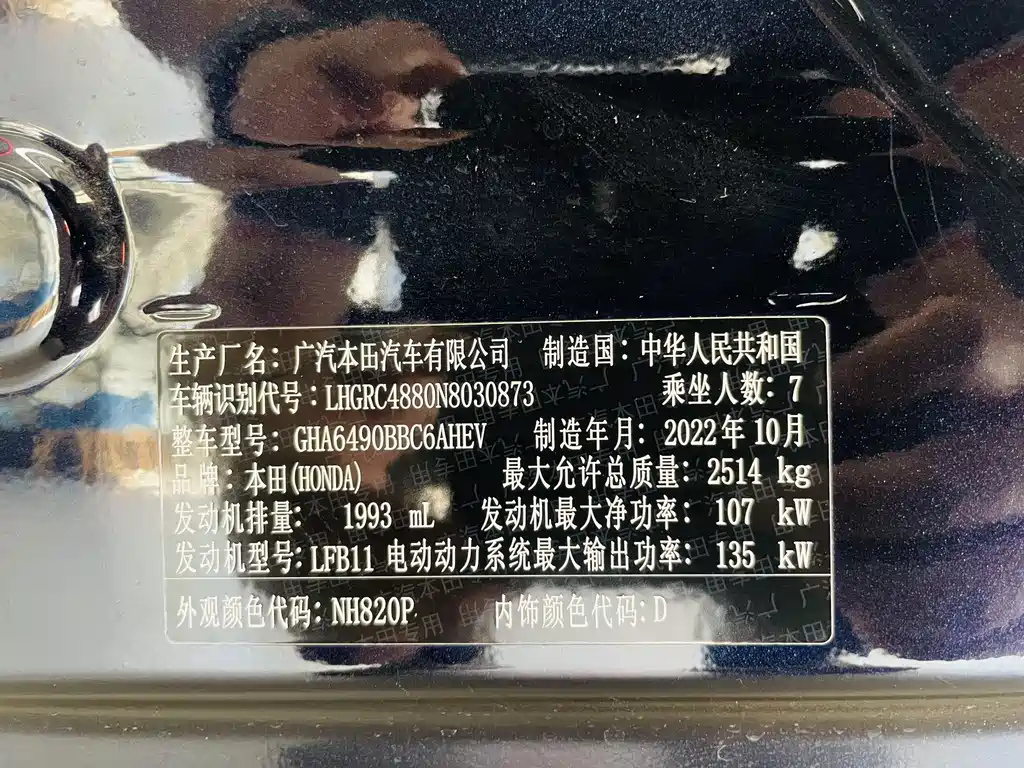 生产厂名：广汽本田汽车有限公司 制造国：中华人民共和国
车辆识别代号：LHGRC4880N8030873 乘坐人数：7
整车型号：GHA6490BBC6AHEV 制造年月：2022年10月
品牌：本田(HONDA) 最大允许总质量：2514 kg
发动机排量： 1993 mL 发动机最大净功率： 107 kW
发动机型号：LFB11 电动动力系统最大输出功率： 135 kW
外观颜色代码：NH820P 内饰颜色代码：D